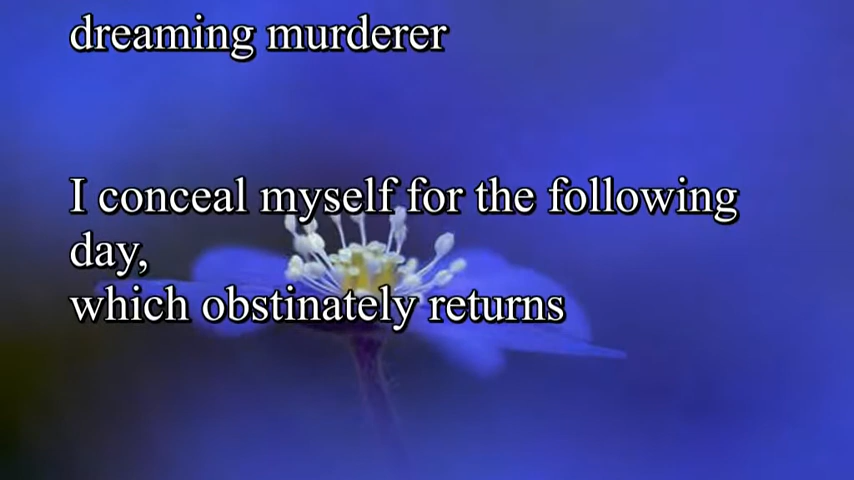 dreaming murderer
I conceal myself for the following
day,
which obstinately returns